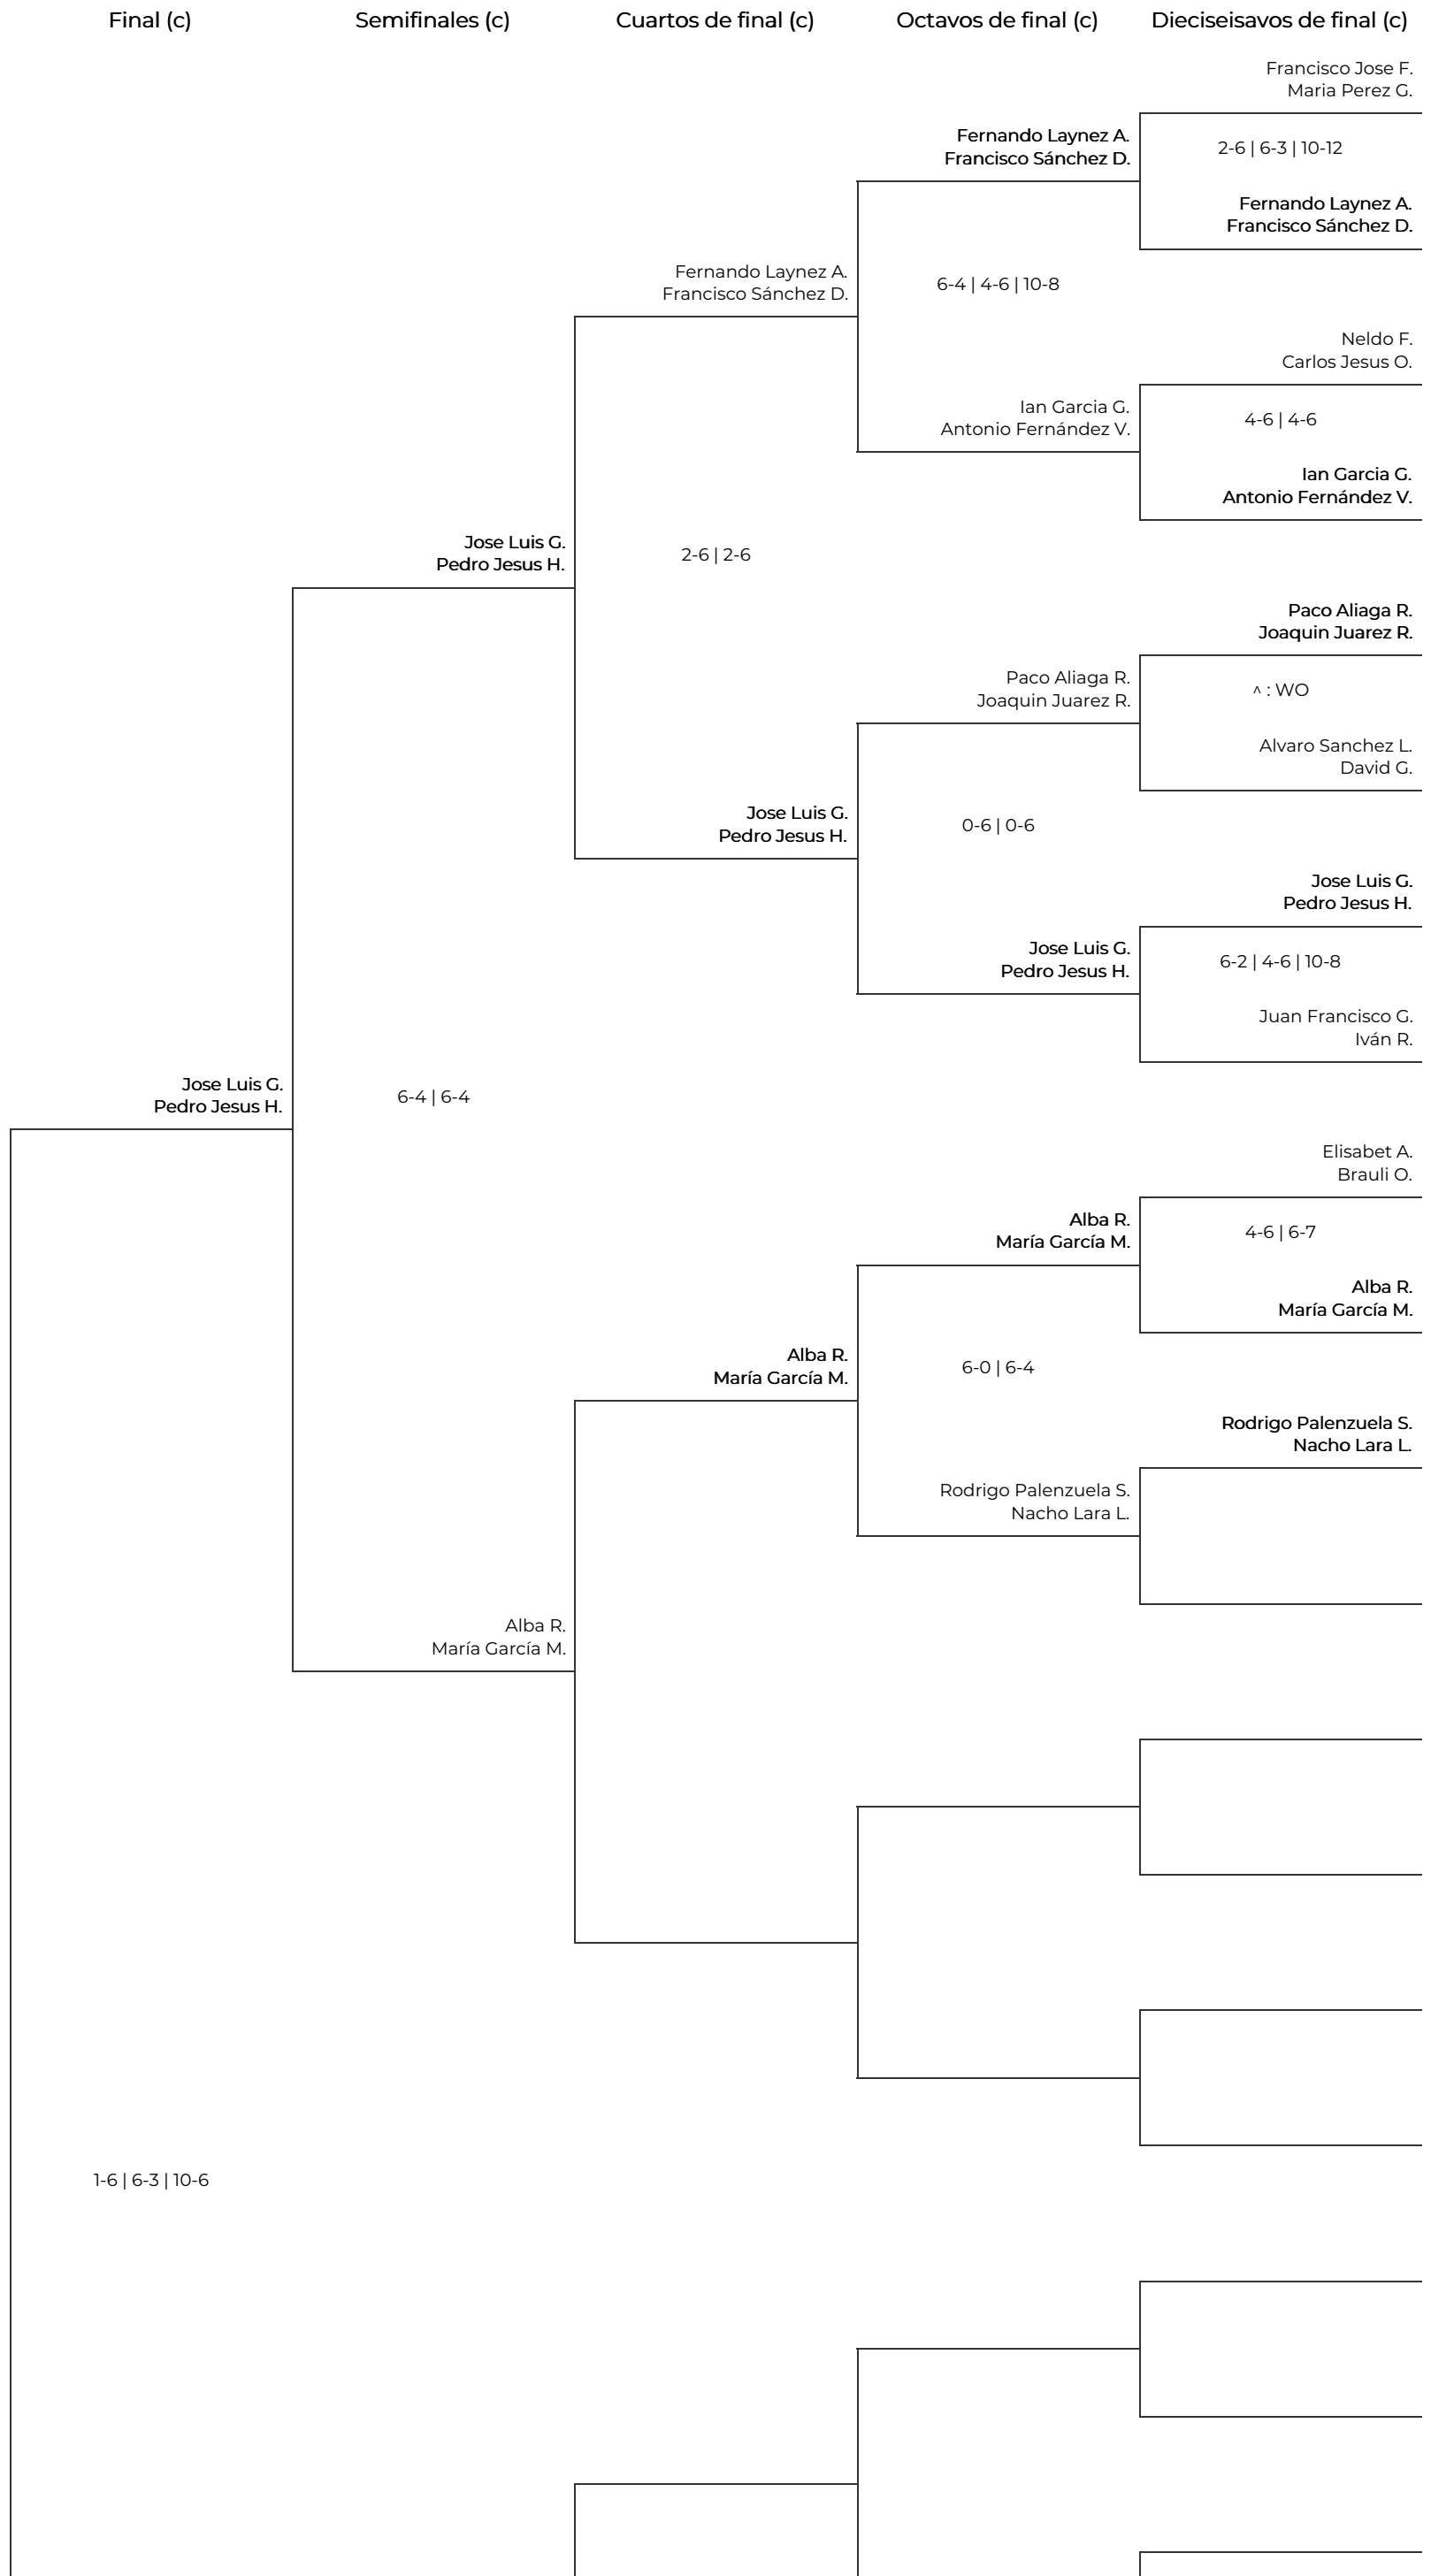 Final (c)
Semifinales (c)
Cuartos de final (c)
Octavos de final (c)
Dieciseisavos de final (c)
Francisco Jose F.
Maria Perez G.
Fernando Laynez A.
Francisco Sánchez D.
2-6 | 6-3 | 10-12
Fernando Laynez A.
Francisco Sánchez D.
Fernando Laynez A.
Francisco Sánchez D.
6-4 | 4-6 | 10-8
Neldo F.
Carlos Jesus O.
Ian Garcia G.
Antonio Fernández V.
4-6 | 4-6
Ian Garcia G.
Antonio Fernández V.
Jose Luis G.
Pedro Jesus H.
2-6 | 2-6
Paco Aliaga R.
Joaquin Juarez R.
Paco Aliaga R.
Joaquin Juarez R.
^ : WO
Alvaro Sanchez L.
David G.
Jose Luis G.
Pedro Jesus H.
0-6 | 0-6
Jose Luis G.
Pedro Jesus H.
Jose Luis G.
Pedro Jesus H.
6-2 | 4-6 | 10-8
Juan Francisco G.
Iván R.
Jose Luis G.
Pedro Jesus H.
6-4 | 6-4
Elisabet A.
Brauli O.
Alba R.
María García M.
4-6 | 6-7
Alba R.
María García M.
Alba R.
María García M.
6-0 | 6-4
Rodrigo Palenzuela S.
Nacho Lara L.
Rodrigo Palenzuela S.
Nacho Lara L.
Alba R.
María García M.
1-6 | 6-3 | 10-6